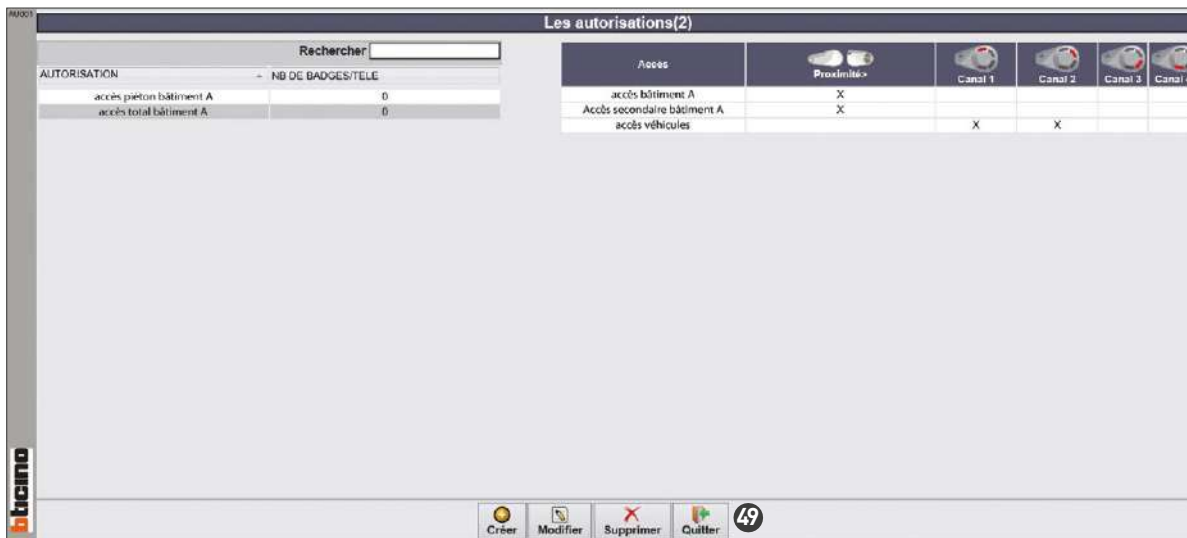 AU001
Les autorisations(2)
Rechercher
AUTORISATION NB DE BADGES/TELE
accès piéton bâtiment A 0
accès total bâtiment A 0
Accès Proximité> Canal 1 Canal 2 Canal 3 Canal
accès bâtiment A X
Accès secondaire bâtiment A X
accès véhicules X X
bticino
Créer Modifier Supprimer Quitter 49